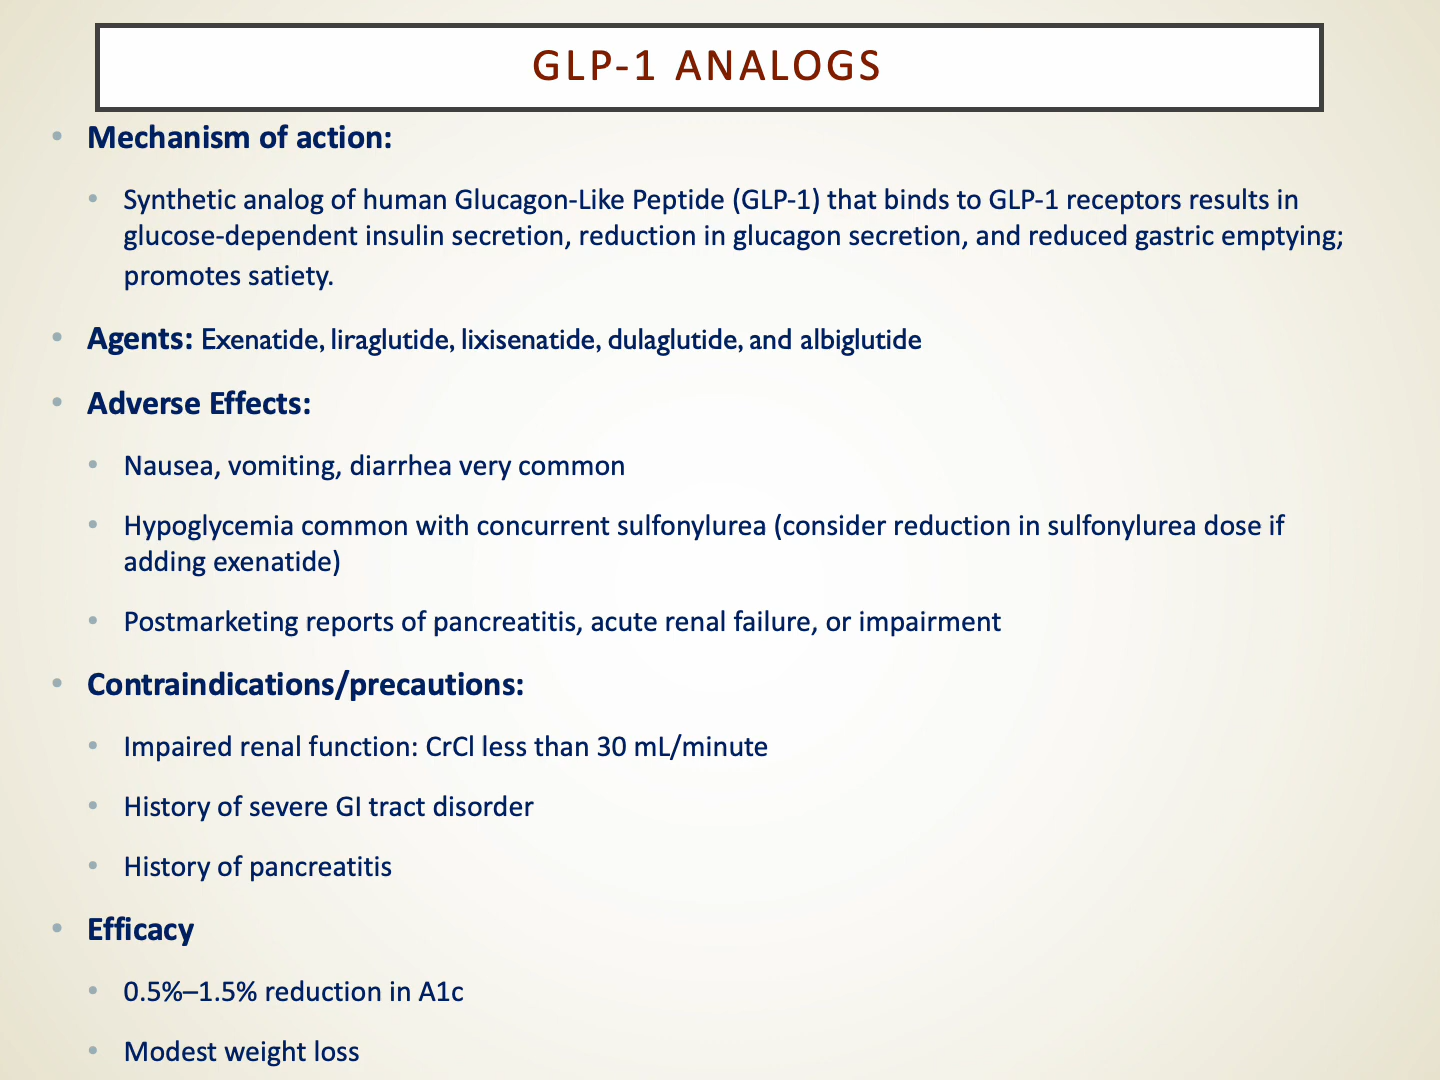 GLP-1 ANALOGS
• Mechanism of action:
• Synthetic analog of human Glucagon-Like Peptide (GLP-1) that binds to GLP-1 receptors results in
glucose-dependent insulin secretion, reduction in glucagon secretion, and reduced gastric emptying;
promotes satiety.
• Agents: Exenatide, liraglutide, lixisenatide, dulaglutide, and albiglutide
• Adverse Effects:
• Nausea, vomiting, diarrhea very common
• Hypoglycemia common with concurrent sulfonylurea (consider reduction in sulfonylurea dose if
adding exenatide)
• Postmarketing reports of pancreatitis, acute renal failure, or impairment
• Contraindications/precautions:
• Impaired renal function: CrCl less than 30 mL/minute
• History of severe GI tract disorder
• History of pancreatitis
• Efficacy
• 0.5%–1.5% reduction in A1c
• Modest weight loss